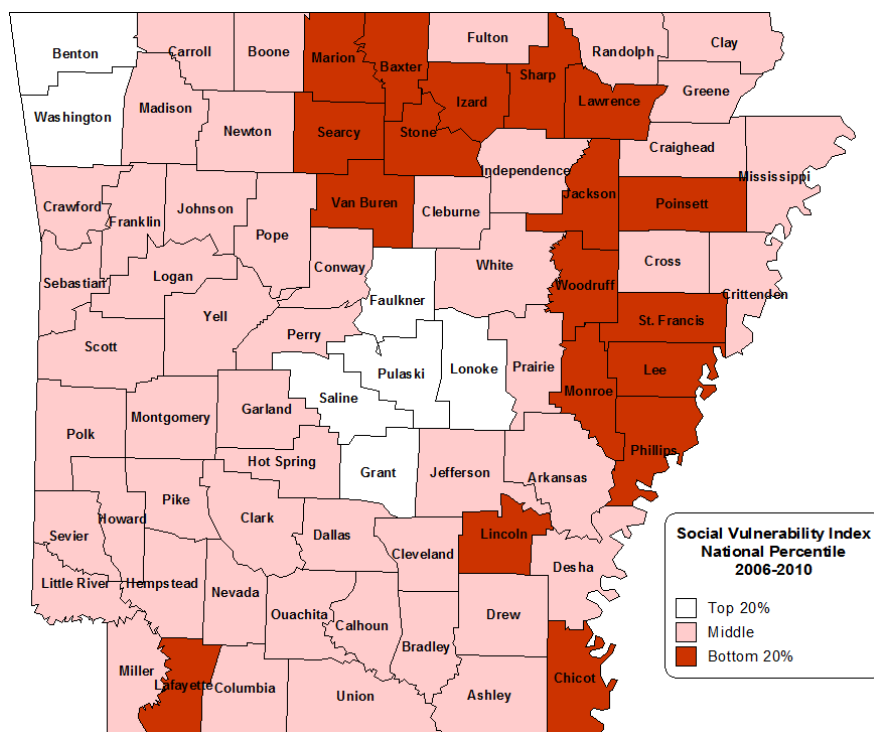 Benton
Carroll
Boone
Marion
Baxter
Fulton
Randolph
Clay
Sharp
Izard
Lawrence
Greene
Washington
Madison
Newton
Searcy
Stone
Independence
Craighead
Mississippi
Jackson
Poinsett
Crawford
Franklin
Johnson
Pope
Van Buren
Cleburne
Sebastian
Logan
Conway
White
Woodruff
Cross
Crittenden
Faulkner
Yell
Perry
St. Francis
Scott
Pulaski
Lonoke
Prairie
Lee
Monroe
Saline
Garland
Montgomery
Polk
Phillips
Hot Spring
Grant
Jefferson
Arkansas
Pike
Howard
Clark
Dallas
Lincoln
Sevier
Cleveland
Desha
Little River
Hempstead
Nevada
Ouachita
Calhoun
Drew
Bradley
Miller
Lafayette
Columbia
Union
Ashley
Chicot
Social Vulnerability Index
National Percentile
2006-2010
Top 20%
Middle
Bottom 20%